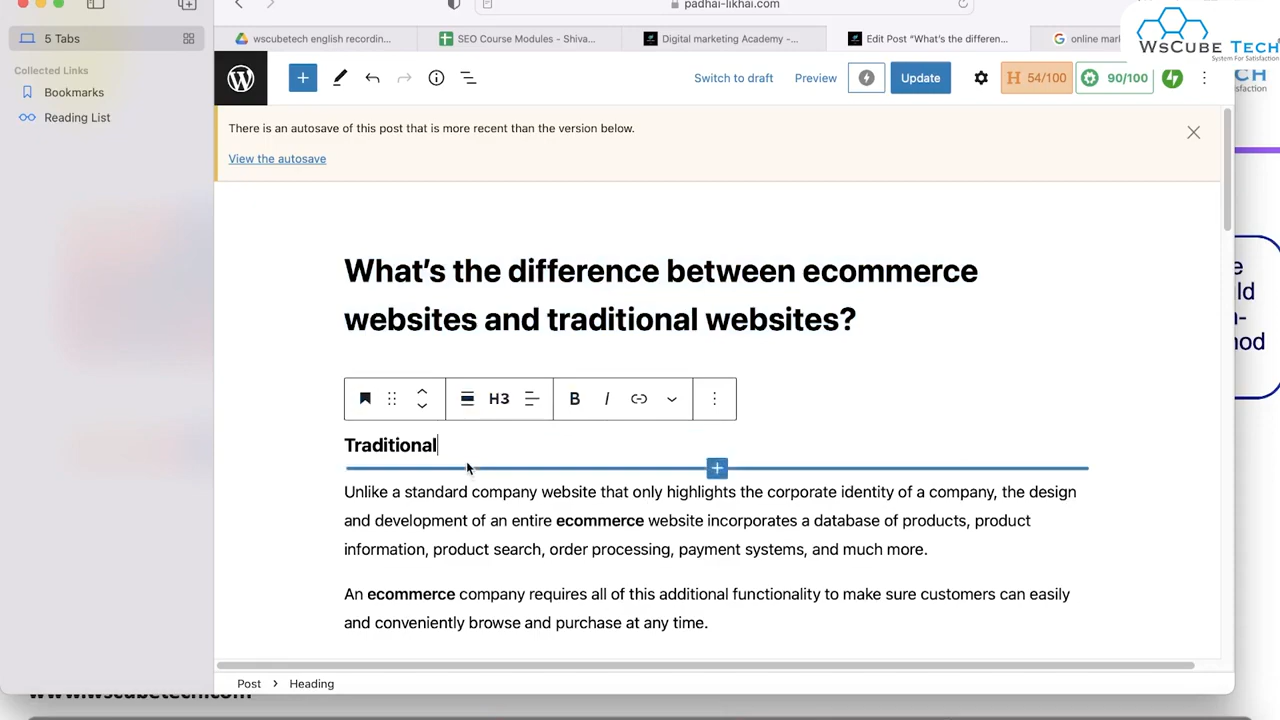 padhai-likhai.com
5 Tabs
wscubetech english recordin...
SEO Course Modules - Shiva...
Digital marketing Academy -...
Edit Post “What’s the differen...
online mark
WsCube Tech
System For Satisfaction
Collected Links
Bookmarks
Reading List
Switch to draft
Preview
Update
H 54/100
90/100
There is an autosave of this post that is more recent than the version below.
View the autosave
What’s the difference between ecommerce
websites and traditional websites?
H3
B
I
Traditional
Unlike a standard company website that only highlights the corporate identity of a company, the design
and development of an entire ecommerce website incorporates a database of products, product
information, product search, order processing, payment systems, and much more.
An ecommerce company requires all of this additional functionality to make sure customers can easily
and conveniently browse and purchase at any time.
Post
Heading